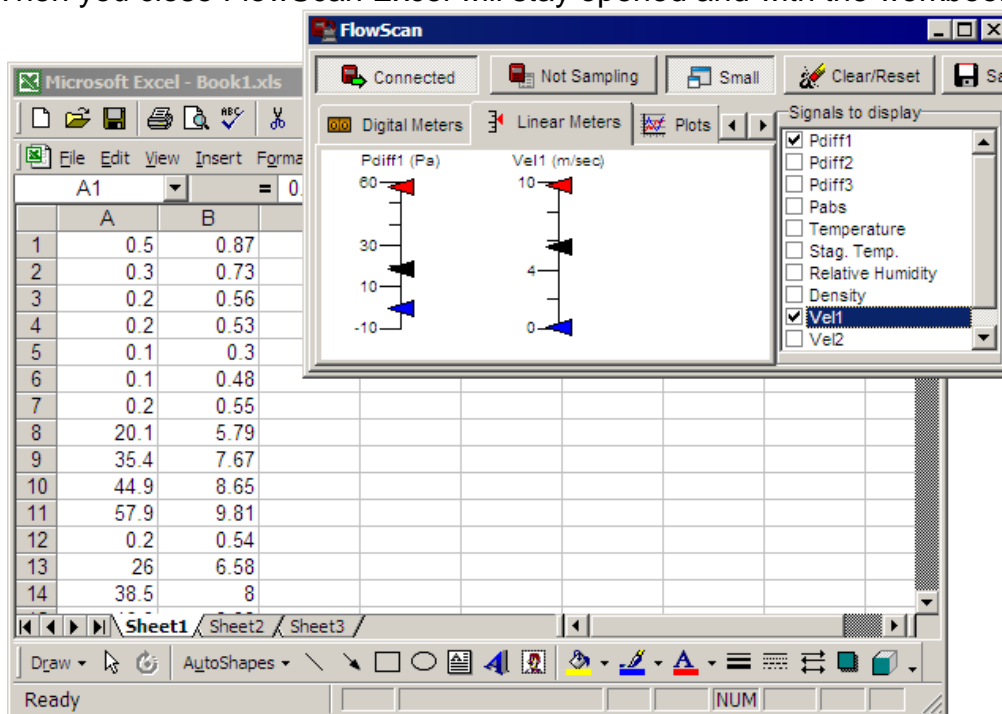 When you close FlowScan Excel will stay opened and with the workbook
FlowScan
Connected Not Sampling Small Clear/Reset Sa
Digital Meters Linear Meters Plots
Signals to display
Pdiff1
Pdiff2
Pdiff3
Pabs
Temperature
Stag. Temp.
Relative Humidity
Density
Vel1
Vel2
Pdiff1 (Pa) Vel1 (m/sec)
60 10
30
4
10
-10 0
Microsoft Excel - Book1.xls
File Edit View Insert Forma
A1 = 0.
A B
1 0.5 0.87
2 0.3 0.73
3 0.2 0.56
4 0.2 0.53
5 0.1 0.3
6 0.1 0.48
7 0.2 0.55
8 20.1 5.79
9 35.4 7.67
10 44.9 8.65
11 57.9 9.81
12 0.2 0.54
13 26 6.58
14 38.5 8
Sheet1 Sheet2 Sheet3
Draw AutoShapes
Ready NUM